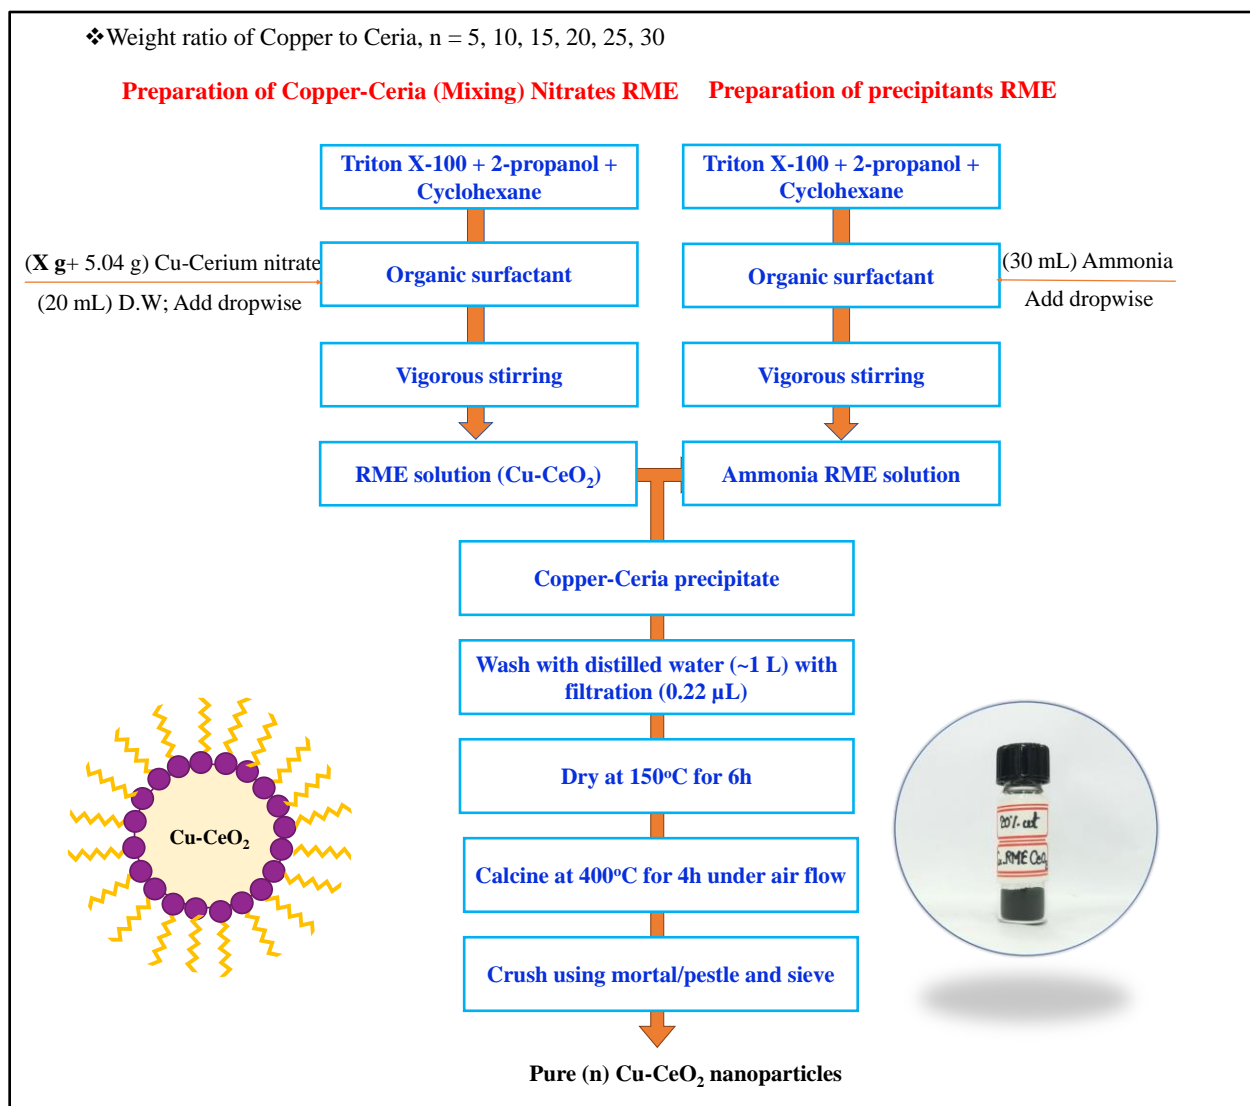 ❖Weight ratio of Copper to Ceria, n = 5, 10, 15, 20, 25, 30
Preparation of Copper-Ceria (Mixing) Nitrates RME
Preparation of precipitants RME
Triton X-100 + 2-propanol +
Cyclohexane
Triton X-100 + 2-propanol +
Cyclohexane
(X g+ 5.04 g) Cu-Cerium nitrate
(20 mL) D.W; Add dropwise
Organic surfactant
Organic surfactant
(30 mL) Ammonia
Add dropwise
Vigorous stirring
Vigorous stirring
RME solution (Cu-CeO₂)
Ammonia RME solution
Copper-Ceria precipitate
Wash with distilled water (~1 L) with
filtration (0.22 µL)
Dry at 150ᵒC for 6h
Cu-CeO₂
20%
RME CeO₂
Calcine at 400ᵒC for 4h under air flow
Crush using mortal/pestle and sieve
Pure (n) Cu-CeO₂ nanoparticles